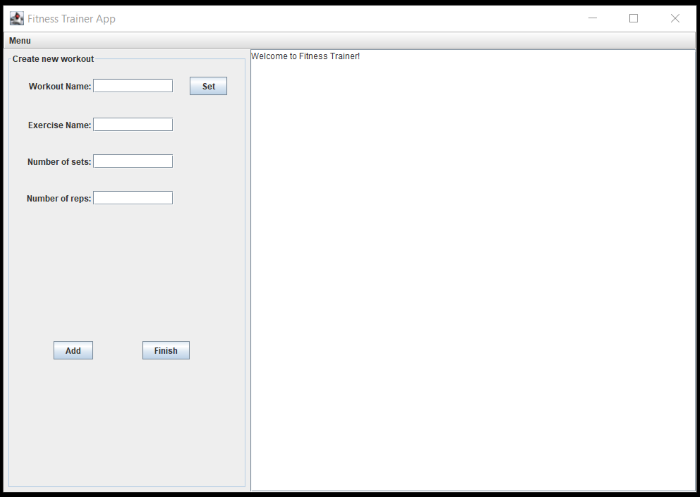 Fitness Trainer App
Menu
Create new workout
Welcome to Fitness Trainer!
Workout Name:
Set
Exercise Name:
Number of sets:
Number of reps:
Add
Finish